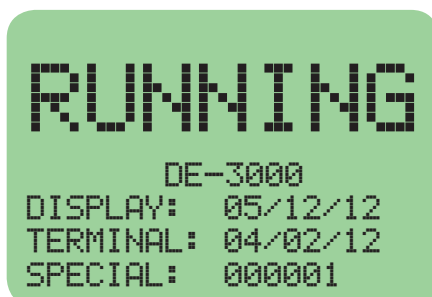 RUNNING
DE-3000
DISPLAY: 05/12/12
TERMINAL: 04/02/12
SPECIAL: 000001